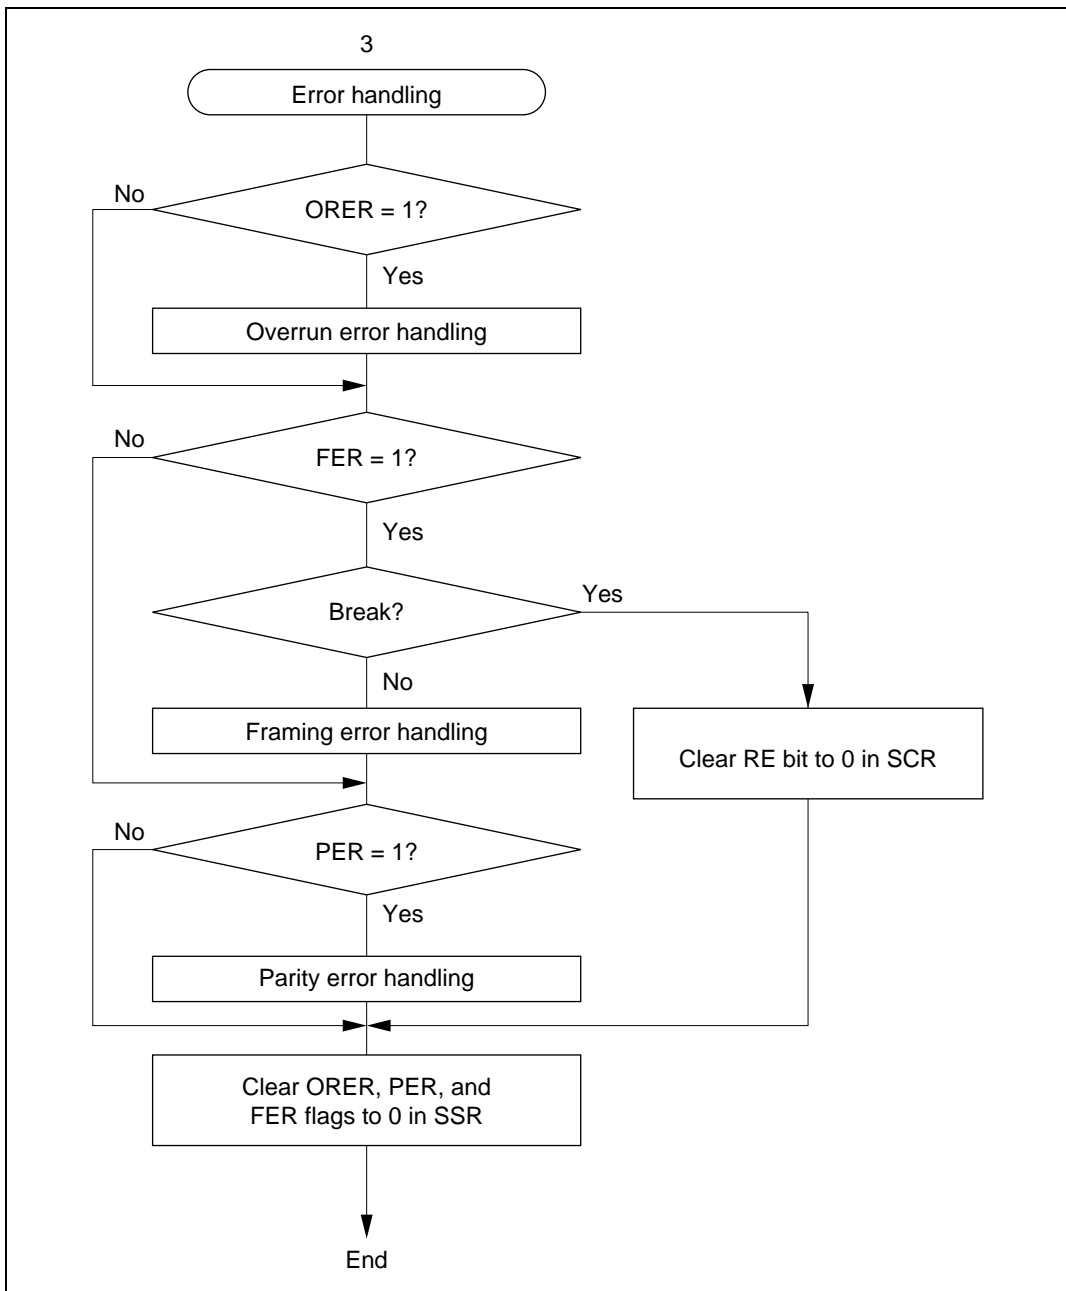 3
Error handling
No
ORER = 1?
Yes
Overrun error handling
No
FER = 1?
Yes
Break?
Yes
No
Framing error handling
Clear RE bit to 0 in SCR
No
PER = 1?
Yes
Parity error handling
Clear ORER, PER, and
FER flags to 0 in SSR
End